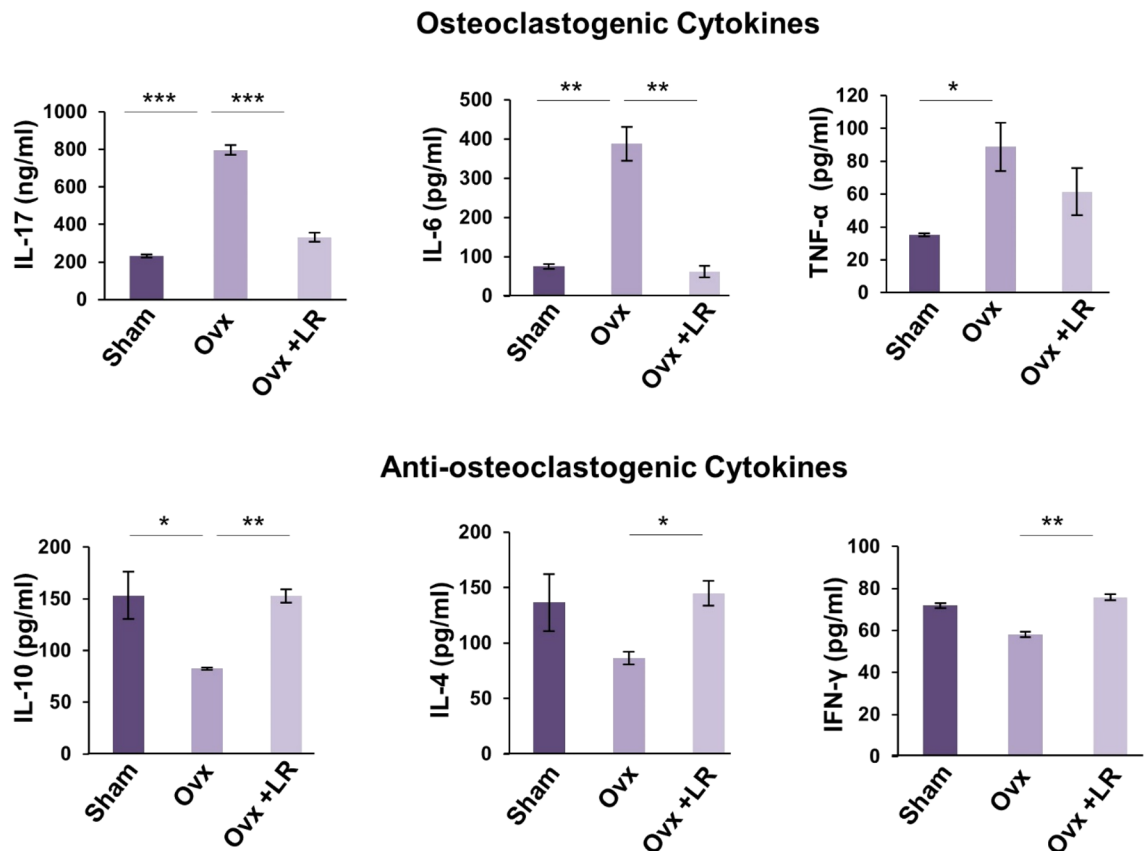 Osteoclastogenic Cytokines
*** ***
IL-17 (ng/ml)
1000
800
600
400
200
0
Sham
Ovx
Ovx +LR
** **
IL-6 (pg/ml)
500
400
300
200
100
0
Sham
Ovx
Ovx +LR
*
TNF-α (pg/ml)
120
100
80
60
40
20
0
Sham
Ovx
Ovx +LR
Anti-osteoclastogenic Cytokines
* **
IL-10 (pg/ml)
200
150
100
50
0
Sham
Ovx
Ovx +LR
*
IL-4 (pg/ml)
200
150
100
50
0
Sham
Ovx
Ovx +LR
**
IFN-γ (pg/ml)
100
80
60
40
20
0
Sham
Ovx
Ovx +LR